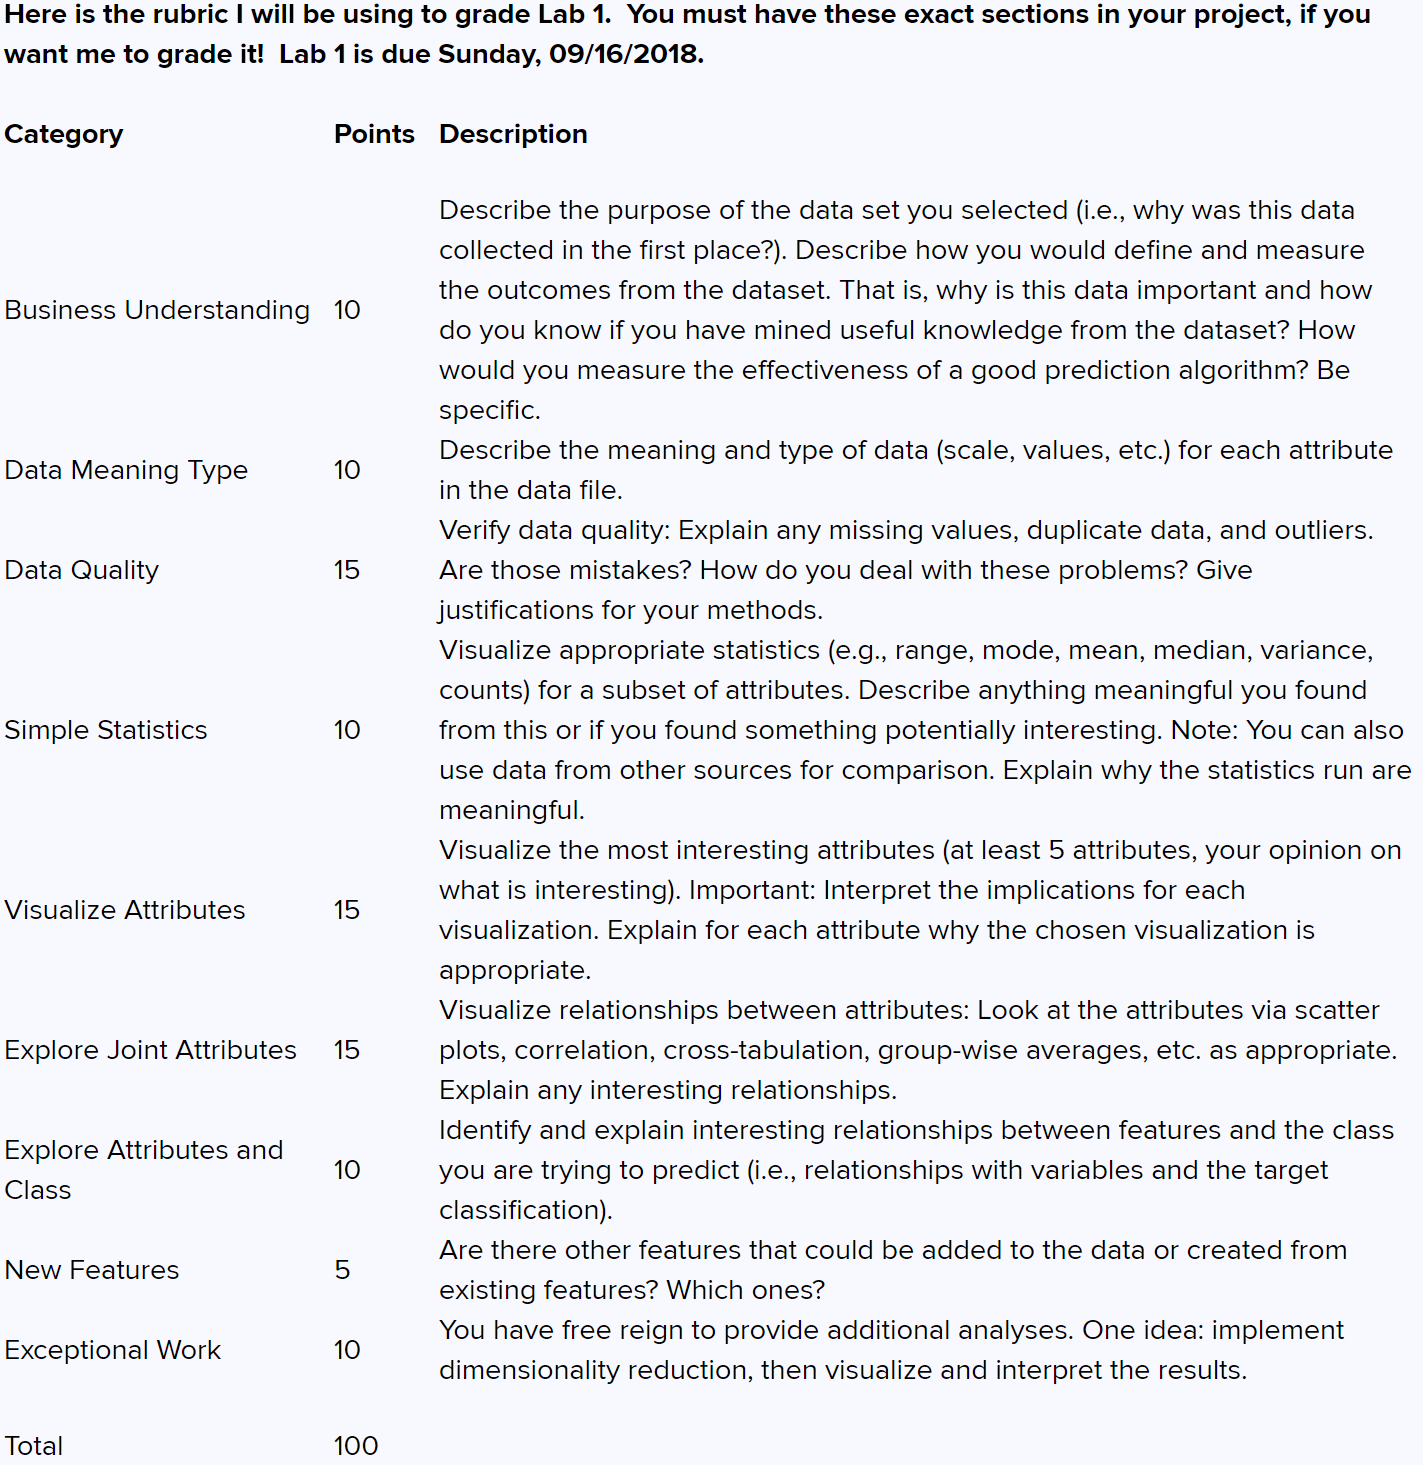 Here is the rubric I will be using to grade Lab 1.  You must have these exact sections in your project, if you
want me to grade it!  Lab 1 is due Sunday, 09/16/2018.
Category Points Description
Business Understanding 10
Describe the purpose of the data set you selected (i.e., why was this data
collected in the first place?). Describe how you would define and measure
the outcomes from the dataset. That is, why is this data important and how
do you know if you have mined useful knowledge from the dataset? How
would you measure the effectiveness of a good prediction algorithm? Be
specific.
Data Meaning Type 10
Describe the meaning and type of data (scale, values, etc.) for each attribute
in the data file.
Data Quality 15
Verify data quality: Explain any missing values, duplicate data, and outliers.
Are those mistakes? How do you deal with these problems? Give
justifications for your methods.
Simple Statistics 10
Visualize appropriate statistics (e.g., range, mode, mean, median, variance,
counts) for a subset of attributes. Describe anything meaningful you found
from this or if you found something potentially interesting. Note: You can also
use data from other sources for comparison. Explain why the statistics run are
meaningful.
Visualize Attributes 15
Visualize the most interesting attributes (at least 5 attributes, your opinion on
what is interesting). Important: Interpret the implications for each
visualization. Explain for each attribute why the chosen visualization is
appropriate.
Explore Joint Attributes 15
Visualize relationships between attributes: Look at the attributes via scatter
plots, correlation, cross-tabulation, group-wise averages, etc. as appropriate.
Explain any interesting relationships.
Explore Attributes and
Class
10
Identify and explain interesting relationships between features and the class
you are trying to predict (i.e., relationships with variables and the target
classification).
New Features 5
Are there other features that could be added to the data or created from
existing features? Which ones?
Exceptional Work 10
You have free reign to provide additional analyses. One idea: implement
dimensionality reduction, then visualize and interpret the results.
Total 100